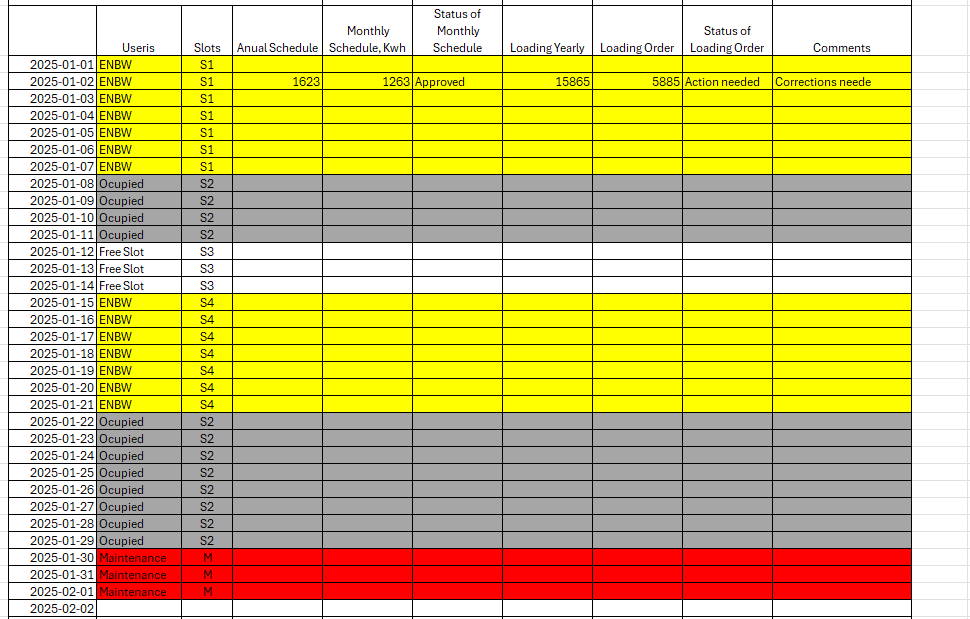 Useris Slots Anual Schedule Monthly Schedule, Kwh Status of Monthly Schedule Loading Yearly Loading Order Status of Loading Order Comments
2025-01-01 ENBW S1
2025-01-02 ENBW S1 1623 1263 Approved 15865 5885 Action needed Corrections neede
2025-01-03 ENBW S1
2025-01-04 ENBW S1
2025-01-05 ENBW S1
2025-01-06 ENBW S1
2025-01-07 ENBW S1
2025-01-08 Ocupied S2
2025-01-09 Ocupied S2
2025-01-10 Ocupied S2
2025-01-11 Ocupied S2
2025-01-12 Free Slot S3
2025-01-13 Free Slot S3
2025-01-14 Free Slot S3
2025-01-15 ENBW S4
2025-01-16 ENBW S4
2025-01-17 ENBW S4
2025-01-18 ENBW S4
2025-01-19 ENBW S4
2025-01-20 ENBW S4
2025-01-21 ENBW S4
2025-01-22 Ocupied S2
2025-01-23 Ocupied S2
2025-01-24 Ocupied S2
2025-01-25 Ocupied S2
2025-01-26 Ocupied S2
2025-01-27 Ocupied S2
2025-01-28 Ocupied S2
2025-01-29 Ocupied S2
2025-01-30 Maintenance M
2025-01-31 Maintenance M
2025-02-01 Maintenance M
2025-02-02